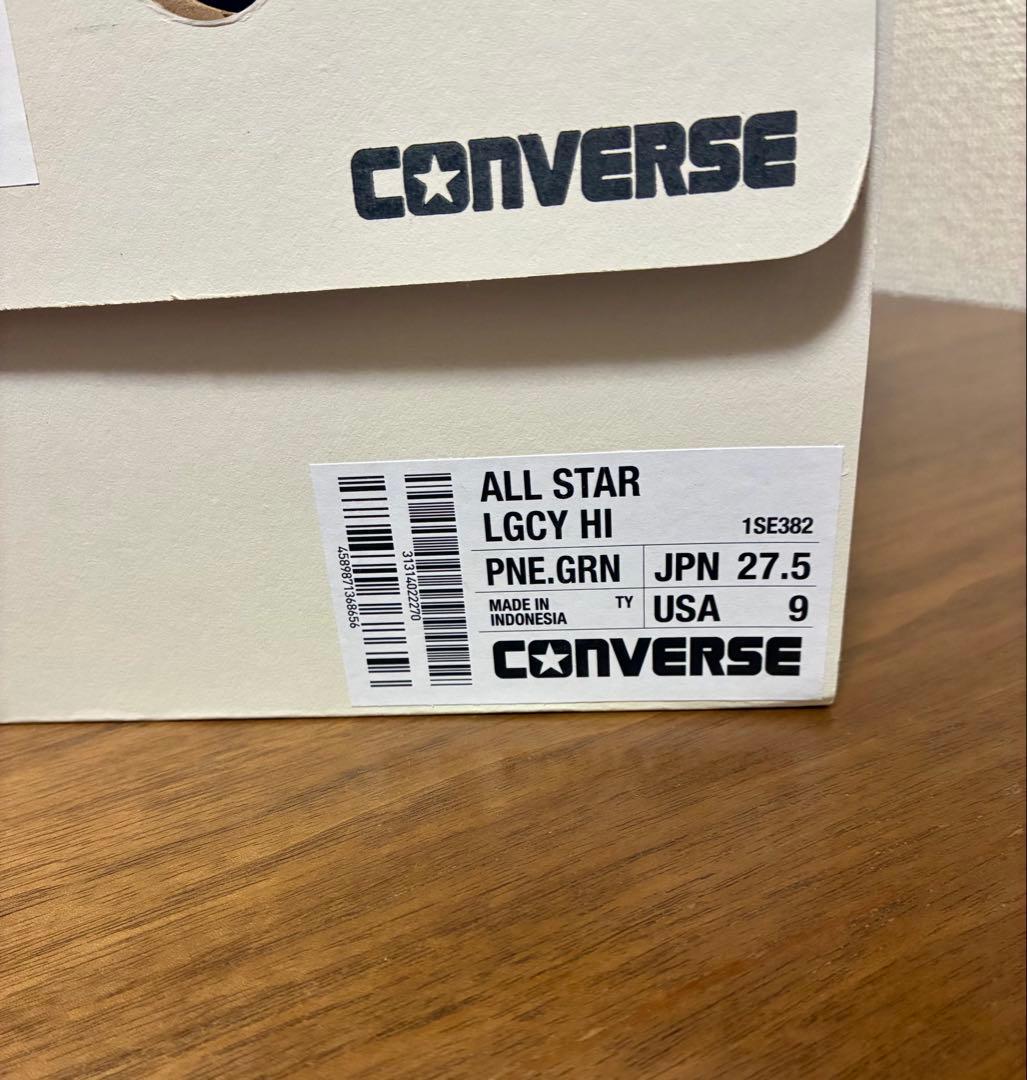 CONVERSE
ALL STAR
LGCY HI
1SE382
PNE.GRN
JPN 27.5
MADE IN
INDONESIA
TY
USA 9
CONVERSE
4589871368656
31314022270